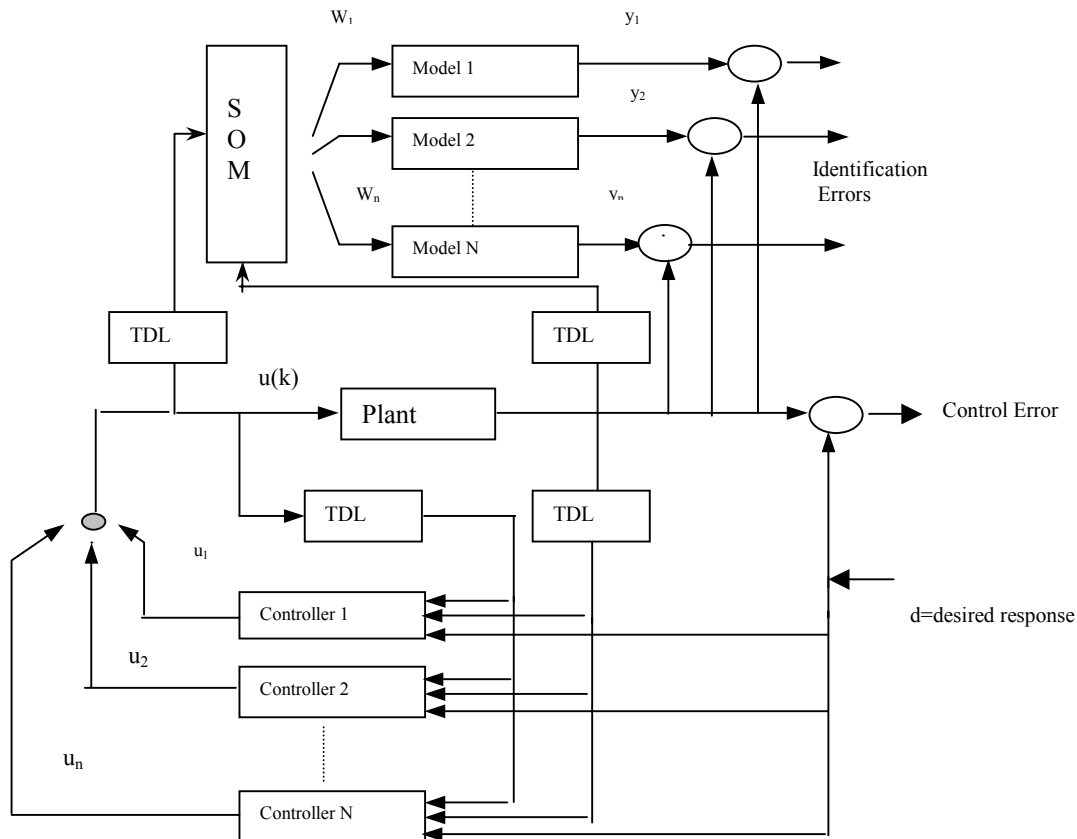 W₁
y₁
Model 1
y₂
S
O
M
Model 2
Identification
Errors
Wₙ
yₙ
Model N
TDL
TDL
u(k)
Plant
Control Error
TDL
TDL
u₁
Controller 1
d=desired response
u₂
Controller 2
uₙ
Controller N